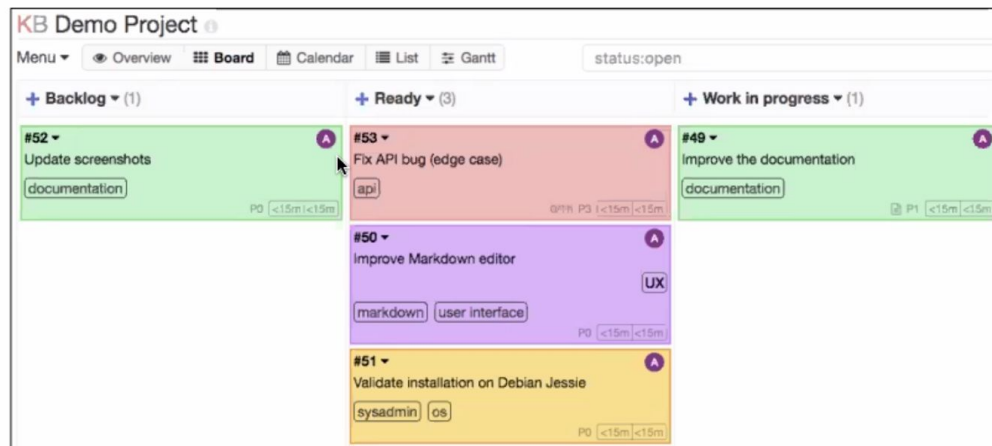 KB Demo Project
Menu Overview Board Calendar List Gantt status:open
+ Backlog (1)
#52 A
Update screenshots
documentation
P0 <15m <15m
+ Ready (3)
#53 A
Fix API bug (edge case)
api
P3 <15m <15m
#50 A
Improve Markdown editor
UX
markdown user interface
P0 <15m <15m
#51 A
Validate installation on Debian Jessie
sysadmin os
P0 <15m <15m
+ Work in progress (1)
#49 A
Improve the documentation
documentation
P1 <15m <15m